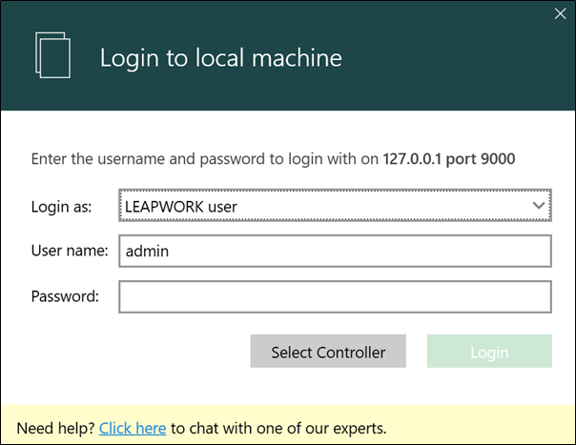 Login to local machine
Enter the username and password to login with on 127.0.0.1 port 9000
Login as: LEAPWORK user
User name: admin
Password:
Select Controller Login
Need help? Click here to chat with one of our experts.